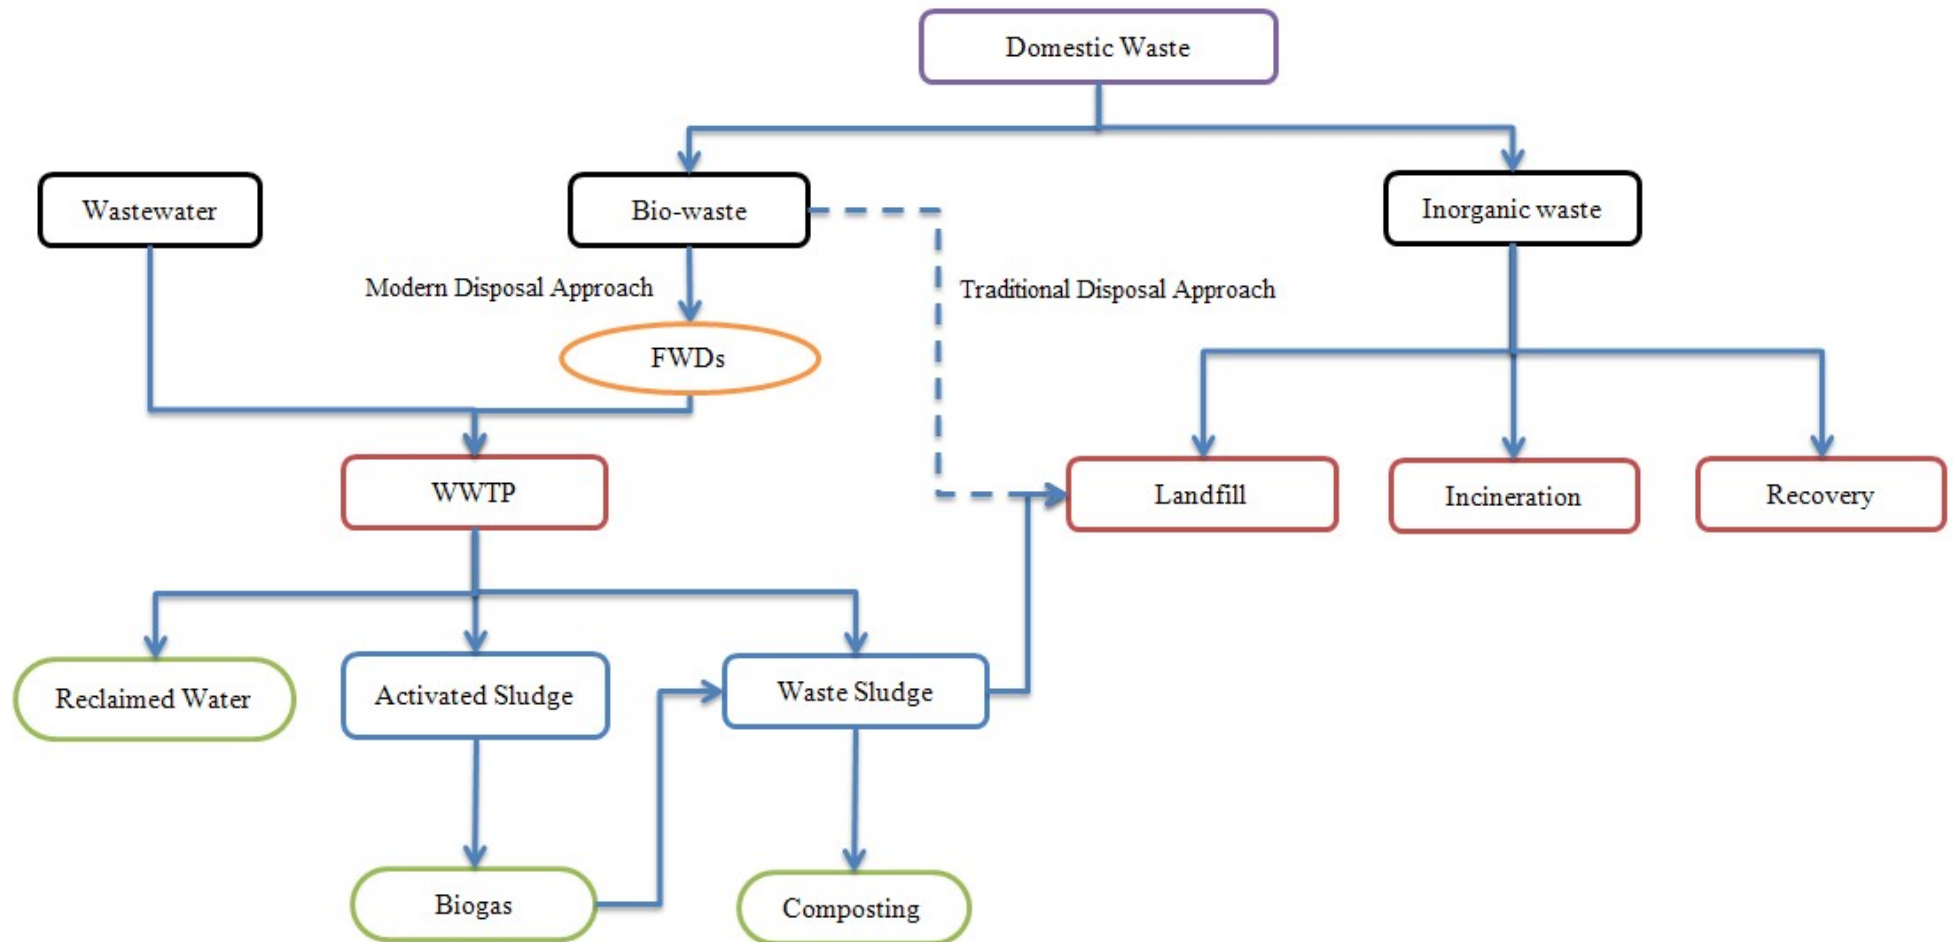 Domestic Waste
Wastewater
Bio-waste
Inorganic waste
Modern Disposal Approach
Traditional Disposal Approach
FWDs
WWTP
Landfill
Incineration
Recovery
Reclaimed Water
Activated Sludge
Waste Sludge
Biogas
Composting